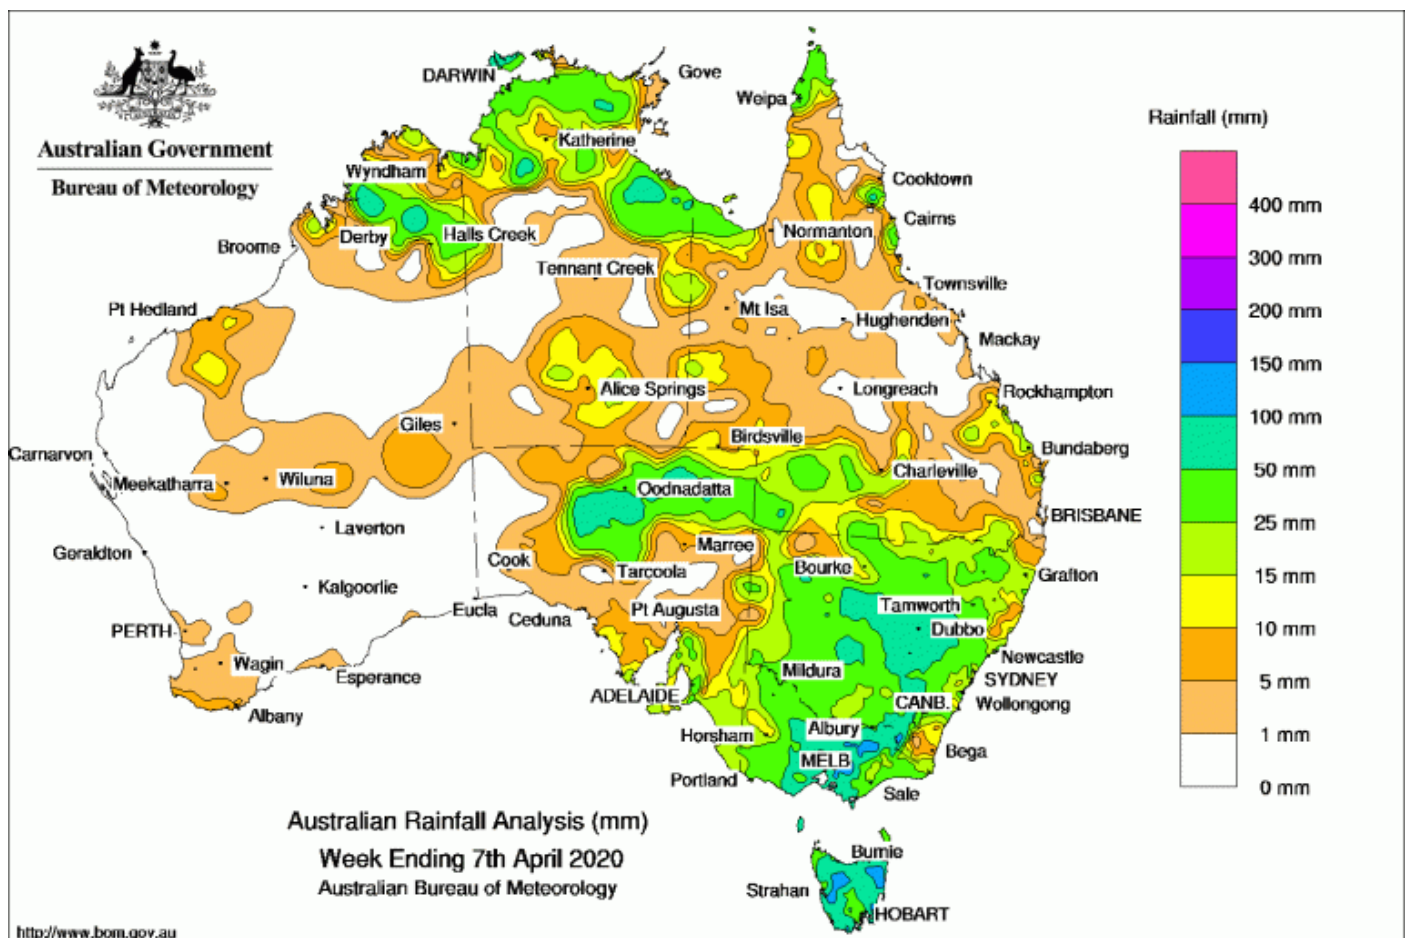 DARWIN
Gove
Weipa
Rainfall (mm)
Australian Government
Bureau of Meteorology
Katherine
Wyndham
Cooktown
400 mm
Cairns
Broome
Derby
Halls Creek
Normanton
300 mm
Tennant Creek
Townsville
Pt Hedland
Mt Isa
Hughenden
200 mm
Mackay
150 mm
Alice Springs
Longreach
Rockhampton
100 mm
Giles
Birdsville
Bundaberg
Carnarvon
Charleville
50 mm
Meekatharra
Wiluna
Oodnadatta
BRISBANE
25 mm
Laverton
Geraldton
Marree
Cook
Tarcoola
Bourke
Grafton
15 mm
Kalgoorlie
Eucla
Ceduna
Pt Augusta
Tamworth
PERTH
Dubbo
10 mm
Wagin
Esperance
Mildura
Newcastle
SYDNEY
5 mm
ADELAIDE
CANB.
Wollongong
Albany
Horsham
Albury
1 mm
MELB
Bega
Portland
Sale
0 mm
Australian Rainfall Analysis (mm)
Week Ending 7th April 2020
Australian Bureau of Meteorology
Burnie
Strahan
HOBART
http://www.bom.gov.au